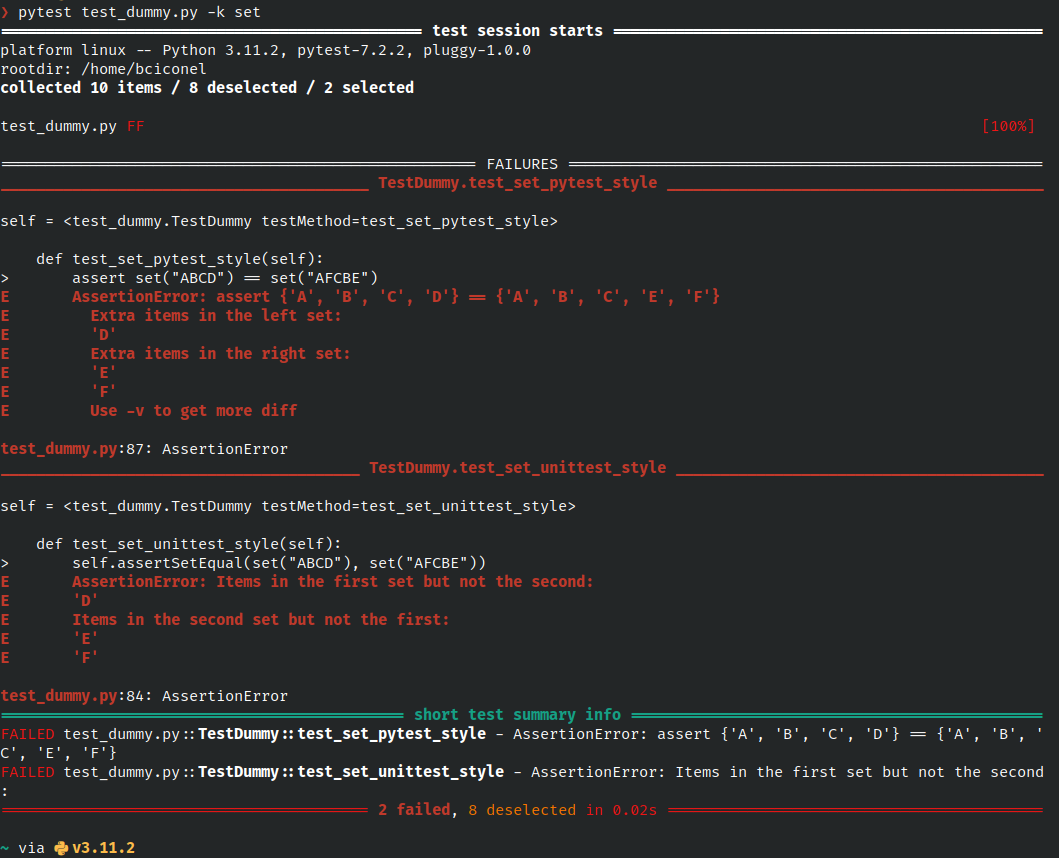 ❯ pytest test_dummy.py -k set
test session starts
platform linux -- Python 3.11.2, pytest-7.2.2, pluggy-1.0.0
rootdir: /home/bciconel
collected 10 items / 8 deselected / 2 selected
test_dummy.py FF [100%]
FAILURES
TestDummy.test_set_pytest_style
self = <test_dummy.TestDummy testMethod=test_set_pytest_style>
def test_set_pytest_style(self):
> assert set("ABCD") == set("AFCBE")
E AssertionError: assert {'A', 'B', 'C', 'D'} == {'A', 'B', 'C', 'E', 'F'}
E Extra items in the left set:
E 'D'
E Extra items in the right set:
E 'E'
E 'F'
E Use -v to get more diff
test_dummy.py:87: AssertionError
TestDummy.test_set_unittest_style
self = <test_dummy.TestDummy testMethod=test_set_unittest_style>
def test_set_unittest_style(self):
> self.assertSetEqual(set("ABCD"), set("AFCBE"))
E AssertionError: Items in the first set but not the second:
E 'D'
E Items in the second set but not the first:
E 'E'
E 'F'
test_dummy.py:84: AssertionError
short test summary info
FAILED test_dummy.py::TestDummy::test_set_pytest_style - AssertionError: assert {'A', 'B', 'C', 'D'} == {'A', 'B', '
C', 'E', 'F'}
FAILED test_dummy.py::TestDummy::test_set_unittest_style - AssertionError: Items in the first set but not the second
:
2 failed, 8 deselected in 0.02s
~ via 🐍 v3.11.2